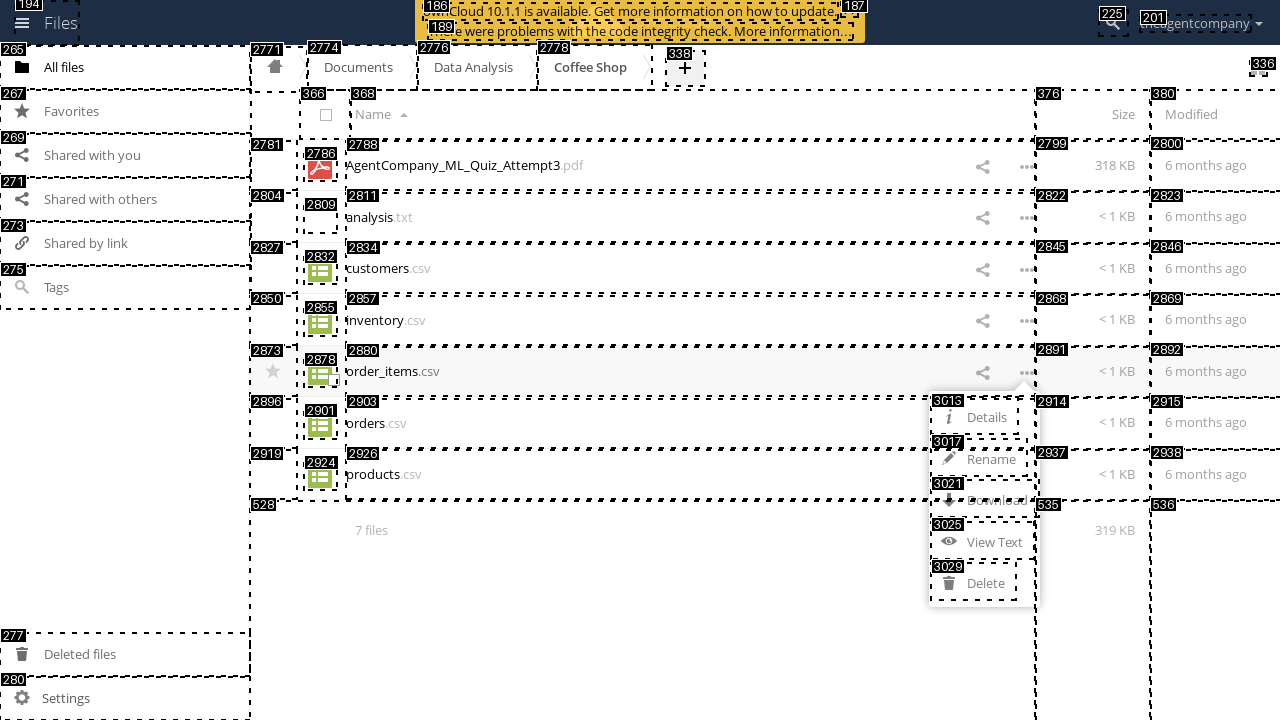 194
Files
186
ownCloud 10.1.1 is available. Get more information on how to update.
187
189
There were problems with the code integrity check. More information…
225
201
theagentcompany
265
All files
267
Favorites
269
Shared with you
271
Shared with others
273
Shared by link
275
Tags
277
Deleted files
280
Settings
2771
2774
Documents
2776
Data Analysis
2778
Coffee Shop
338
+
336
366
368
Name
376
Size
380
Modified
2781
2786
2788
AgentCompany_ML_Quiz_Attempt3.pdf
2799
318 KB
2800
6 months ago
2804
2809
2811
analysis.txt
2822
< 1 KB
2823
6 months ago
2827
2832
2834
customers.csv
2845
< 1 KB
2846
6 months ago
2850
2855
2857
inventory.csv
2868
< 1 KB
2869
6 months ago
2873
2878
2880
order_items.csv
2891
< 1 KB
2892
6 months ago
2896
2901
2903
orders.csv
2914
< 1 KB
2915
6 months ago
2919
2924
2926
products.csv
2937
< 1 KB
2938
6 months ago
3013
Details
3017
Rename
3021
Download
3025
View Text
3029
Delete
528
7 files
535
319 KB
536